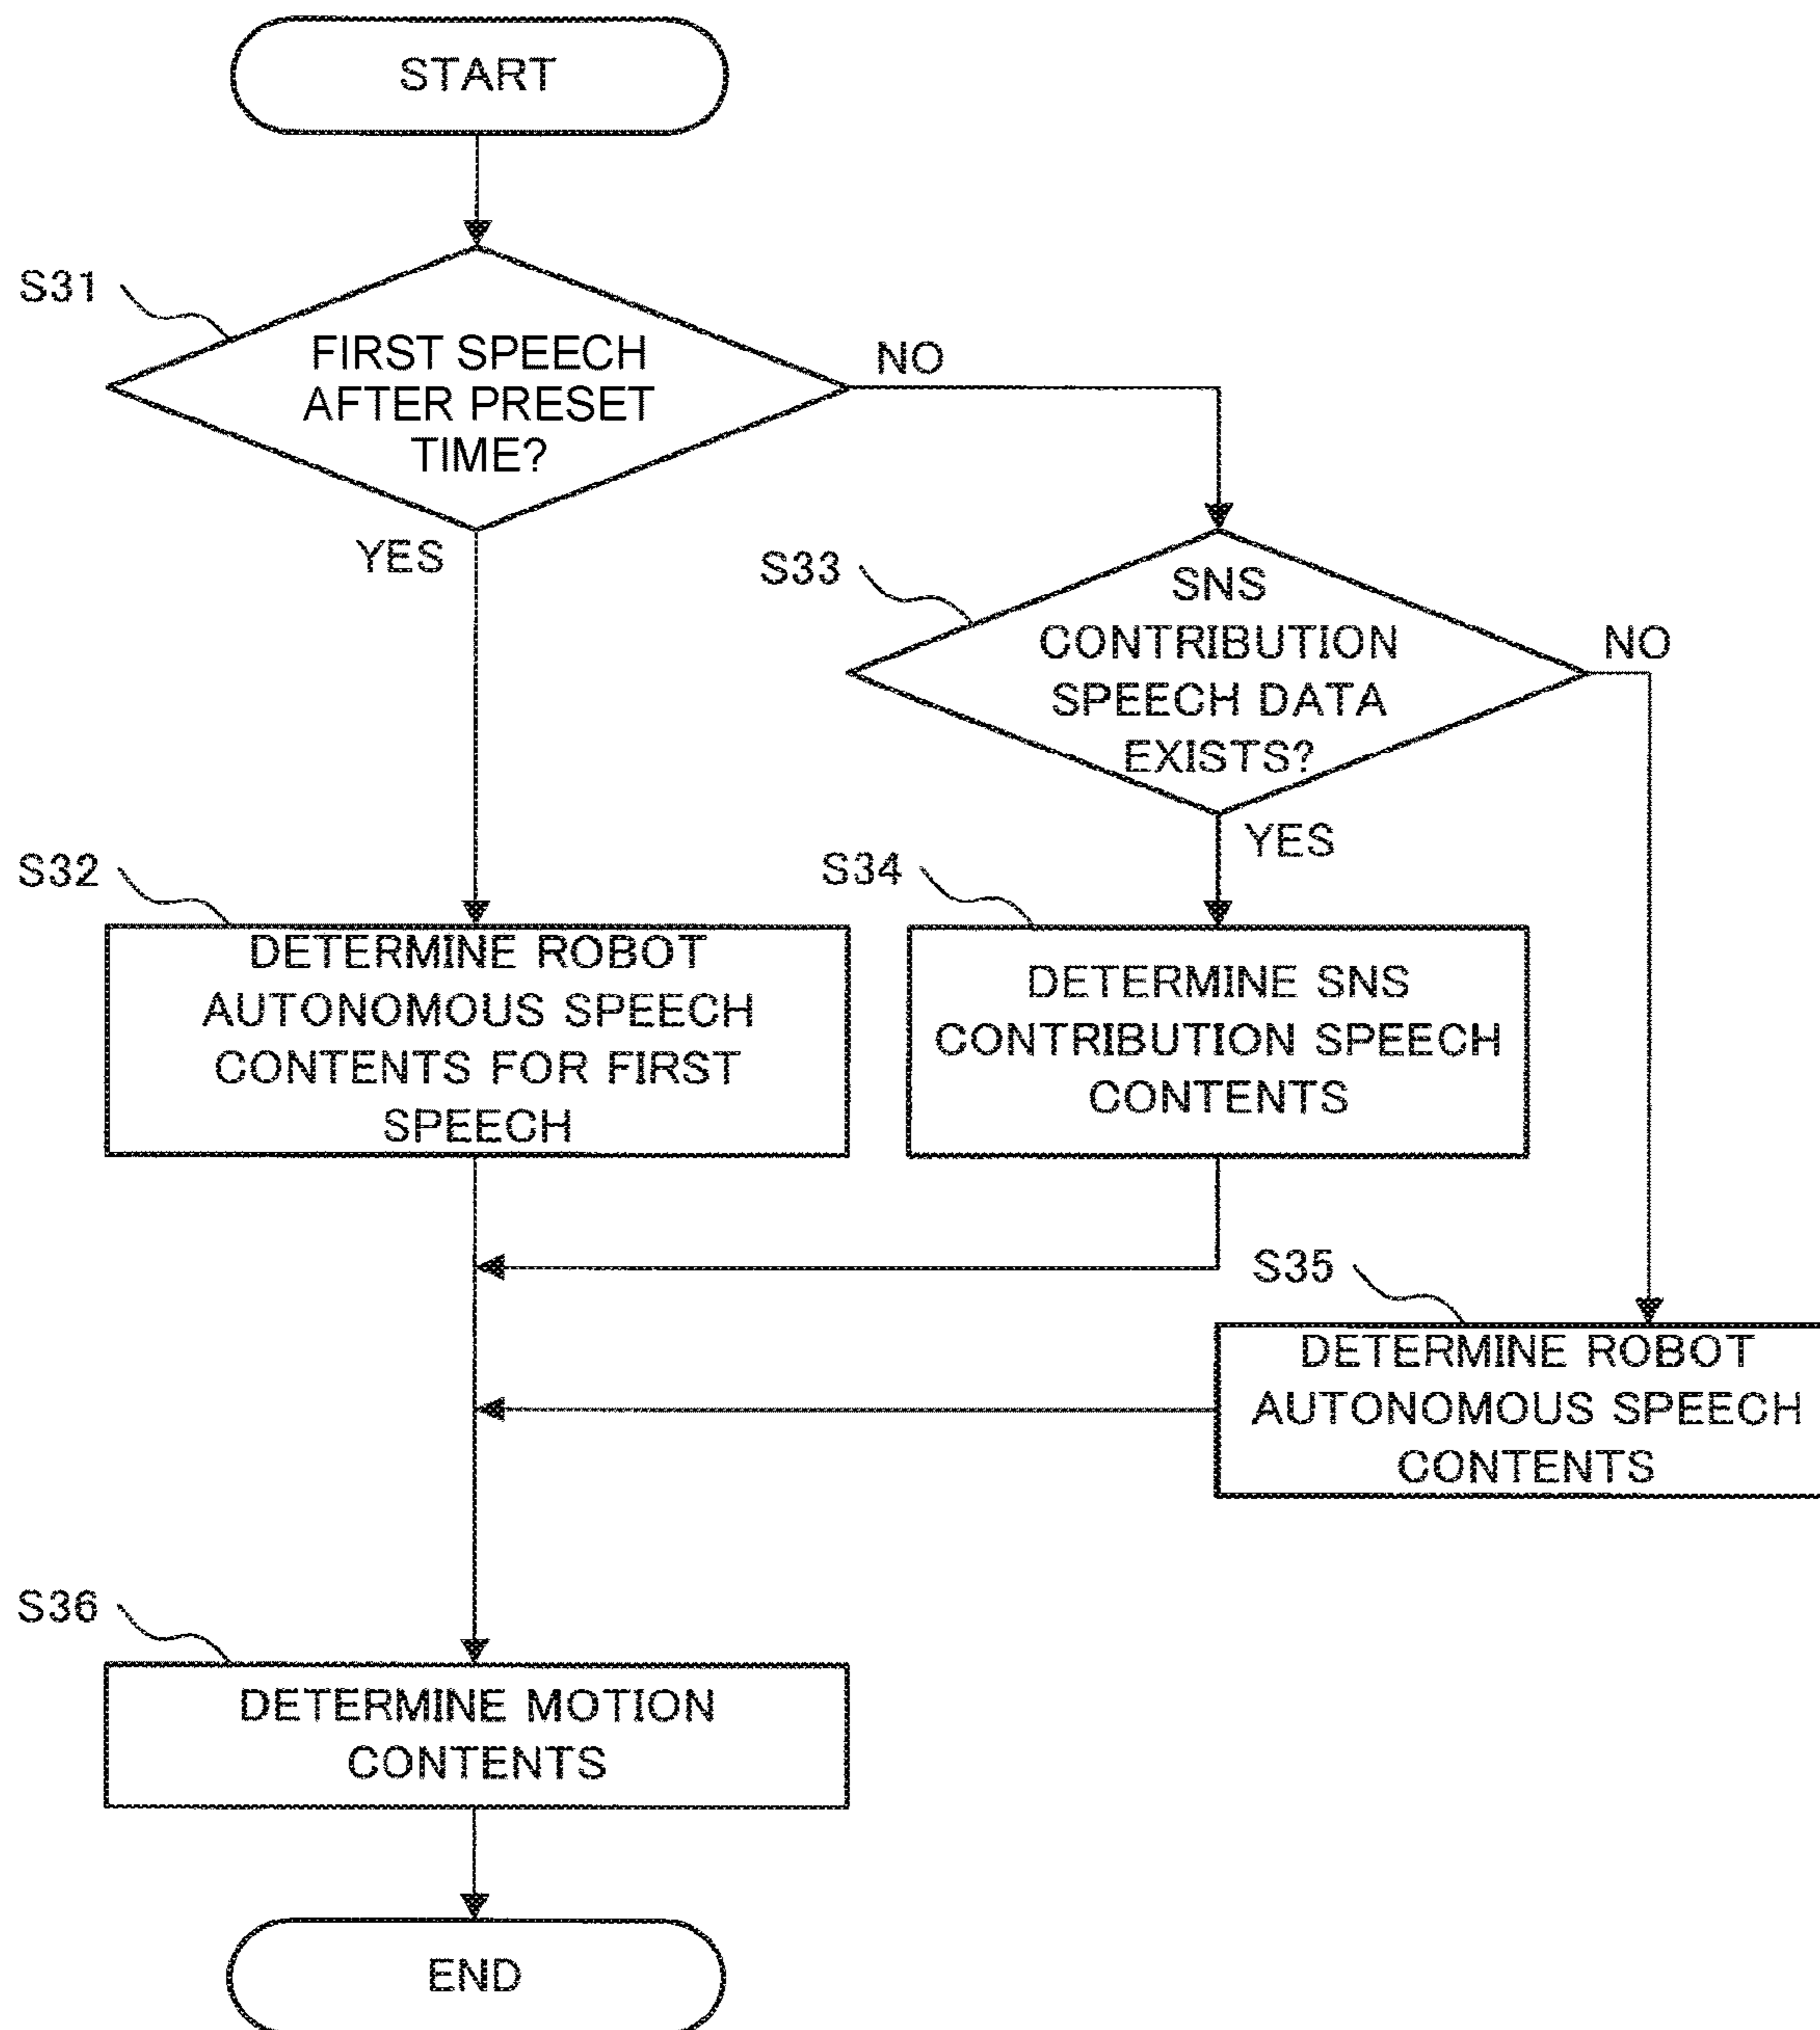 START
S31
FIRST SPEECH
AFTER PRESET
TIME?
NO
YES
S33
SNS
CONTRIBUTION
SPEECH DATA
EXISTS?
NO
YES
S32
DETERMINE ROBOT
AUTONOMOUS SPEECH
CONTENTS FOR FIRST
SPEECH
S34
DETERMINE SNS
CONTRIBUTION SPEECH
CONTENTS
S35
DETERMINE ROBOT
AUTONOMOUS SPEECH
CONTENTS
S36
DETERMINE MOTION
CONTENTS
END